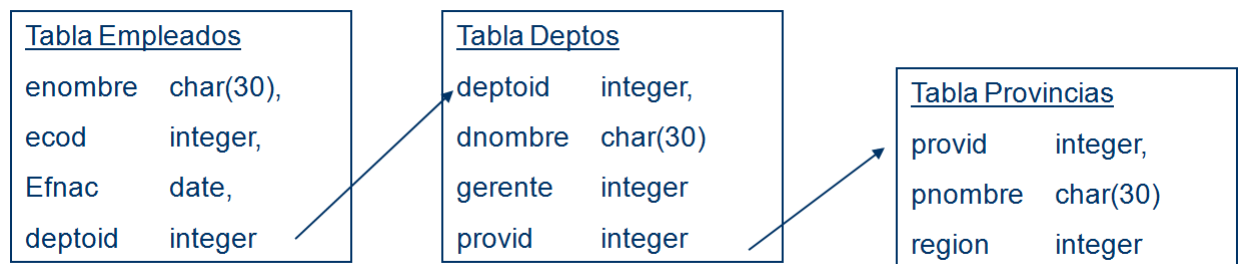 Tabla Empleados
enombre char(30),
ecod integer,
Efnac date,
deptoid integer
Tabla Deptos
deptoid integer,
dnombre char(30)
gerente integer
provid integer
Tabla Provincias
provid integer,
pnombre char(30)
region integer